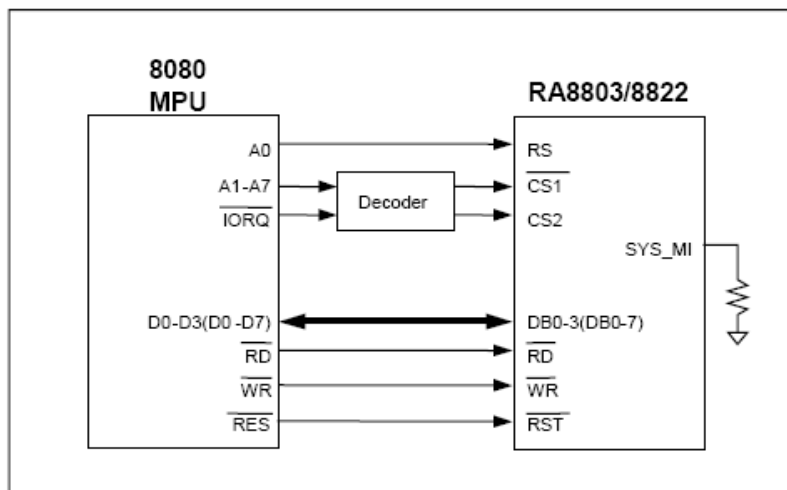 8080
MPU
RA8803/8822
A0
RS
A1-A7
Decoder
CS1
IORQ
CS2
SYS_MI
D0-D3(D0 -D7)
DB0-3(DB0-7)
RD
RD
WR
WR
RES
RST